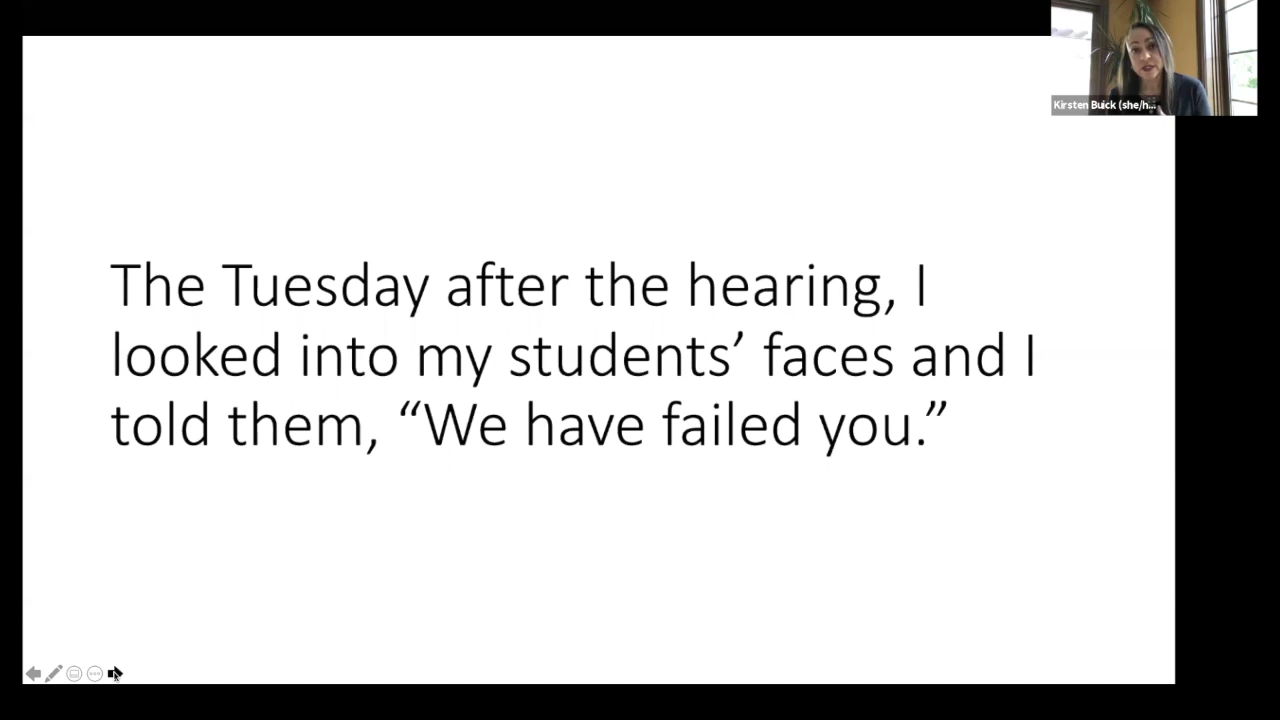 Kirsten Buick (she/h...
The Tuesday after the hearing, I
looked into my students’ faces and I
told them, “We have failed you.”